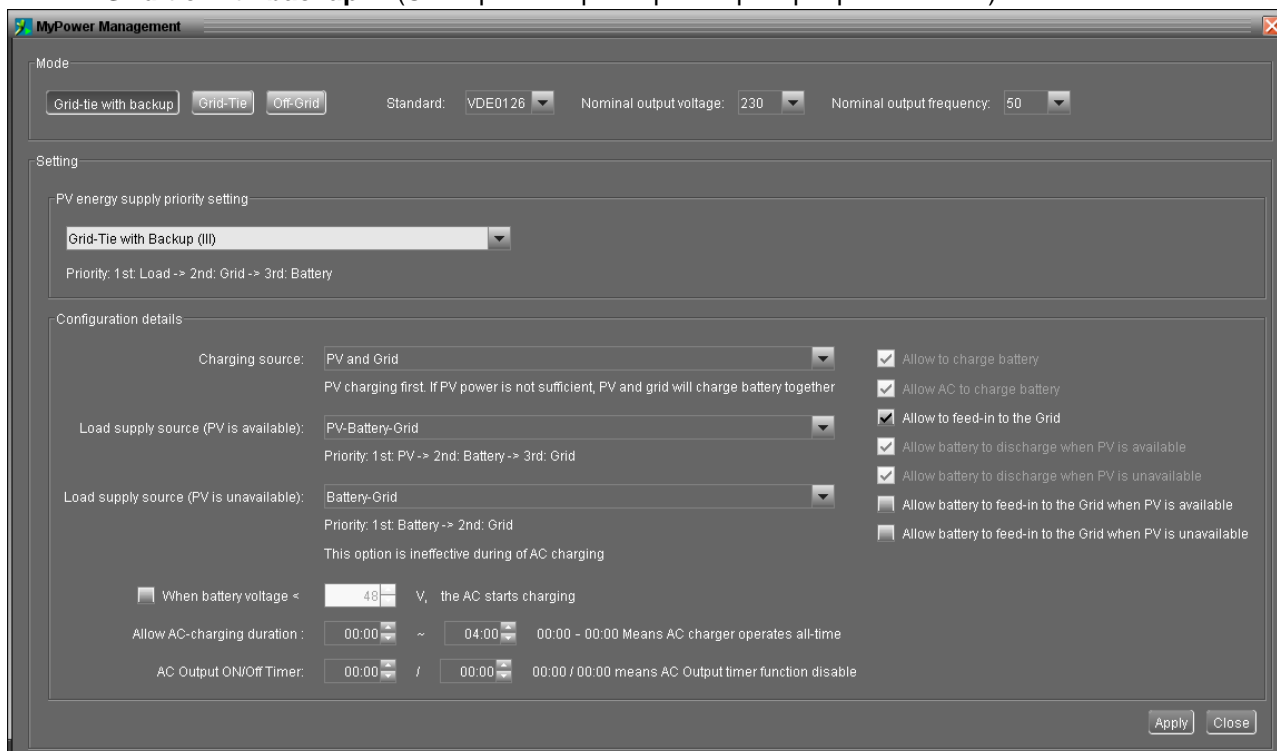 MyPower Management
Mode
Grid-tie with backup Grid-Tie Off-Grid Standard: VDE0126 Nominal output voltage: 230 Nominal output frequency: 50
Setting
PV energy supply priority setting
Grid-Tie with Backup (III)
Priority: 1st: Load -> 2nd: Grid -> 3rd: Battery
Configuration details
Charging source: PV and Grid
PV charging first. If PV power is not sufficient, PV and grid will charge battery together
Load supply source (PV is available): PV-Battery-Grid
Priority: 1st: PV -> 2nd: Battery -> 3rd: Grid
Load supply source (PV is unavailable): Battery-Grid
Priority: 1st: Battery -> 2nd: Grid
This option is ineffective during of AC charging
Allow to charge battery
Allow AC to charge battery
Allow to feed-in to the Grid
Allow battery to discharge when PV is available
Allow battery to discharge when PV is unavailable
Allow battery to feed-in to the Grid when PV is available
Allow battery to feed-in to the Grid when PV is unavailable
When battery voltage < 48 V, the AC starts charging
Allow AC-charging duration : 00:00 ~ 04:00 00:00 - 00:00 Means AC charger operates all-time
AC Output ON/Off Timer: 00:00 / 00:00 00:00 / 00:00 means AC Output timer function disable
Apply Close